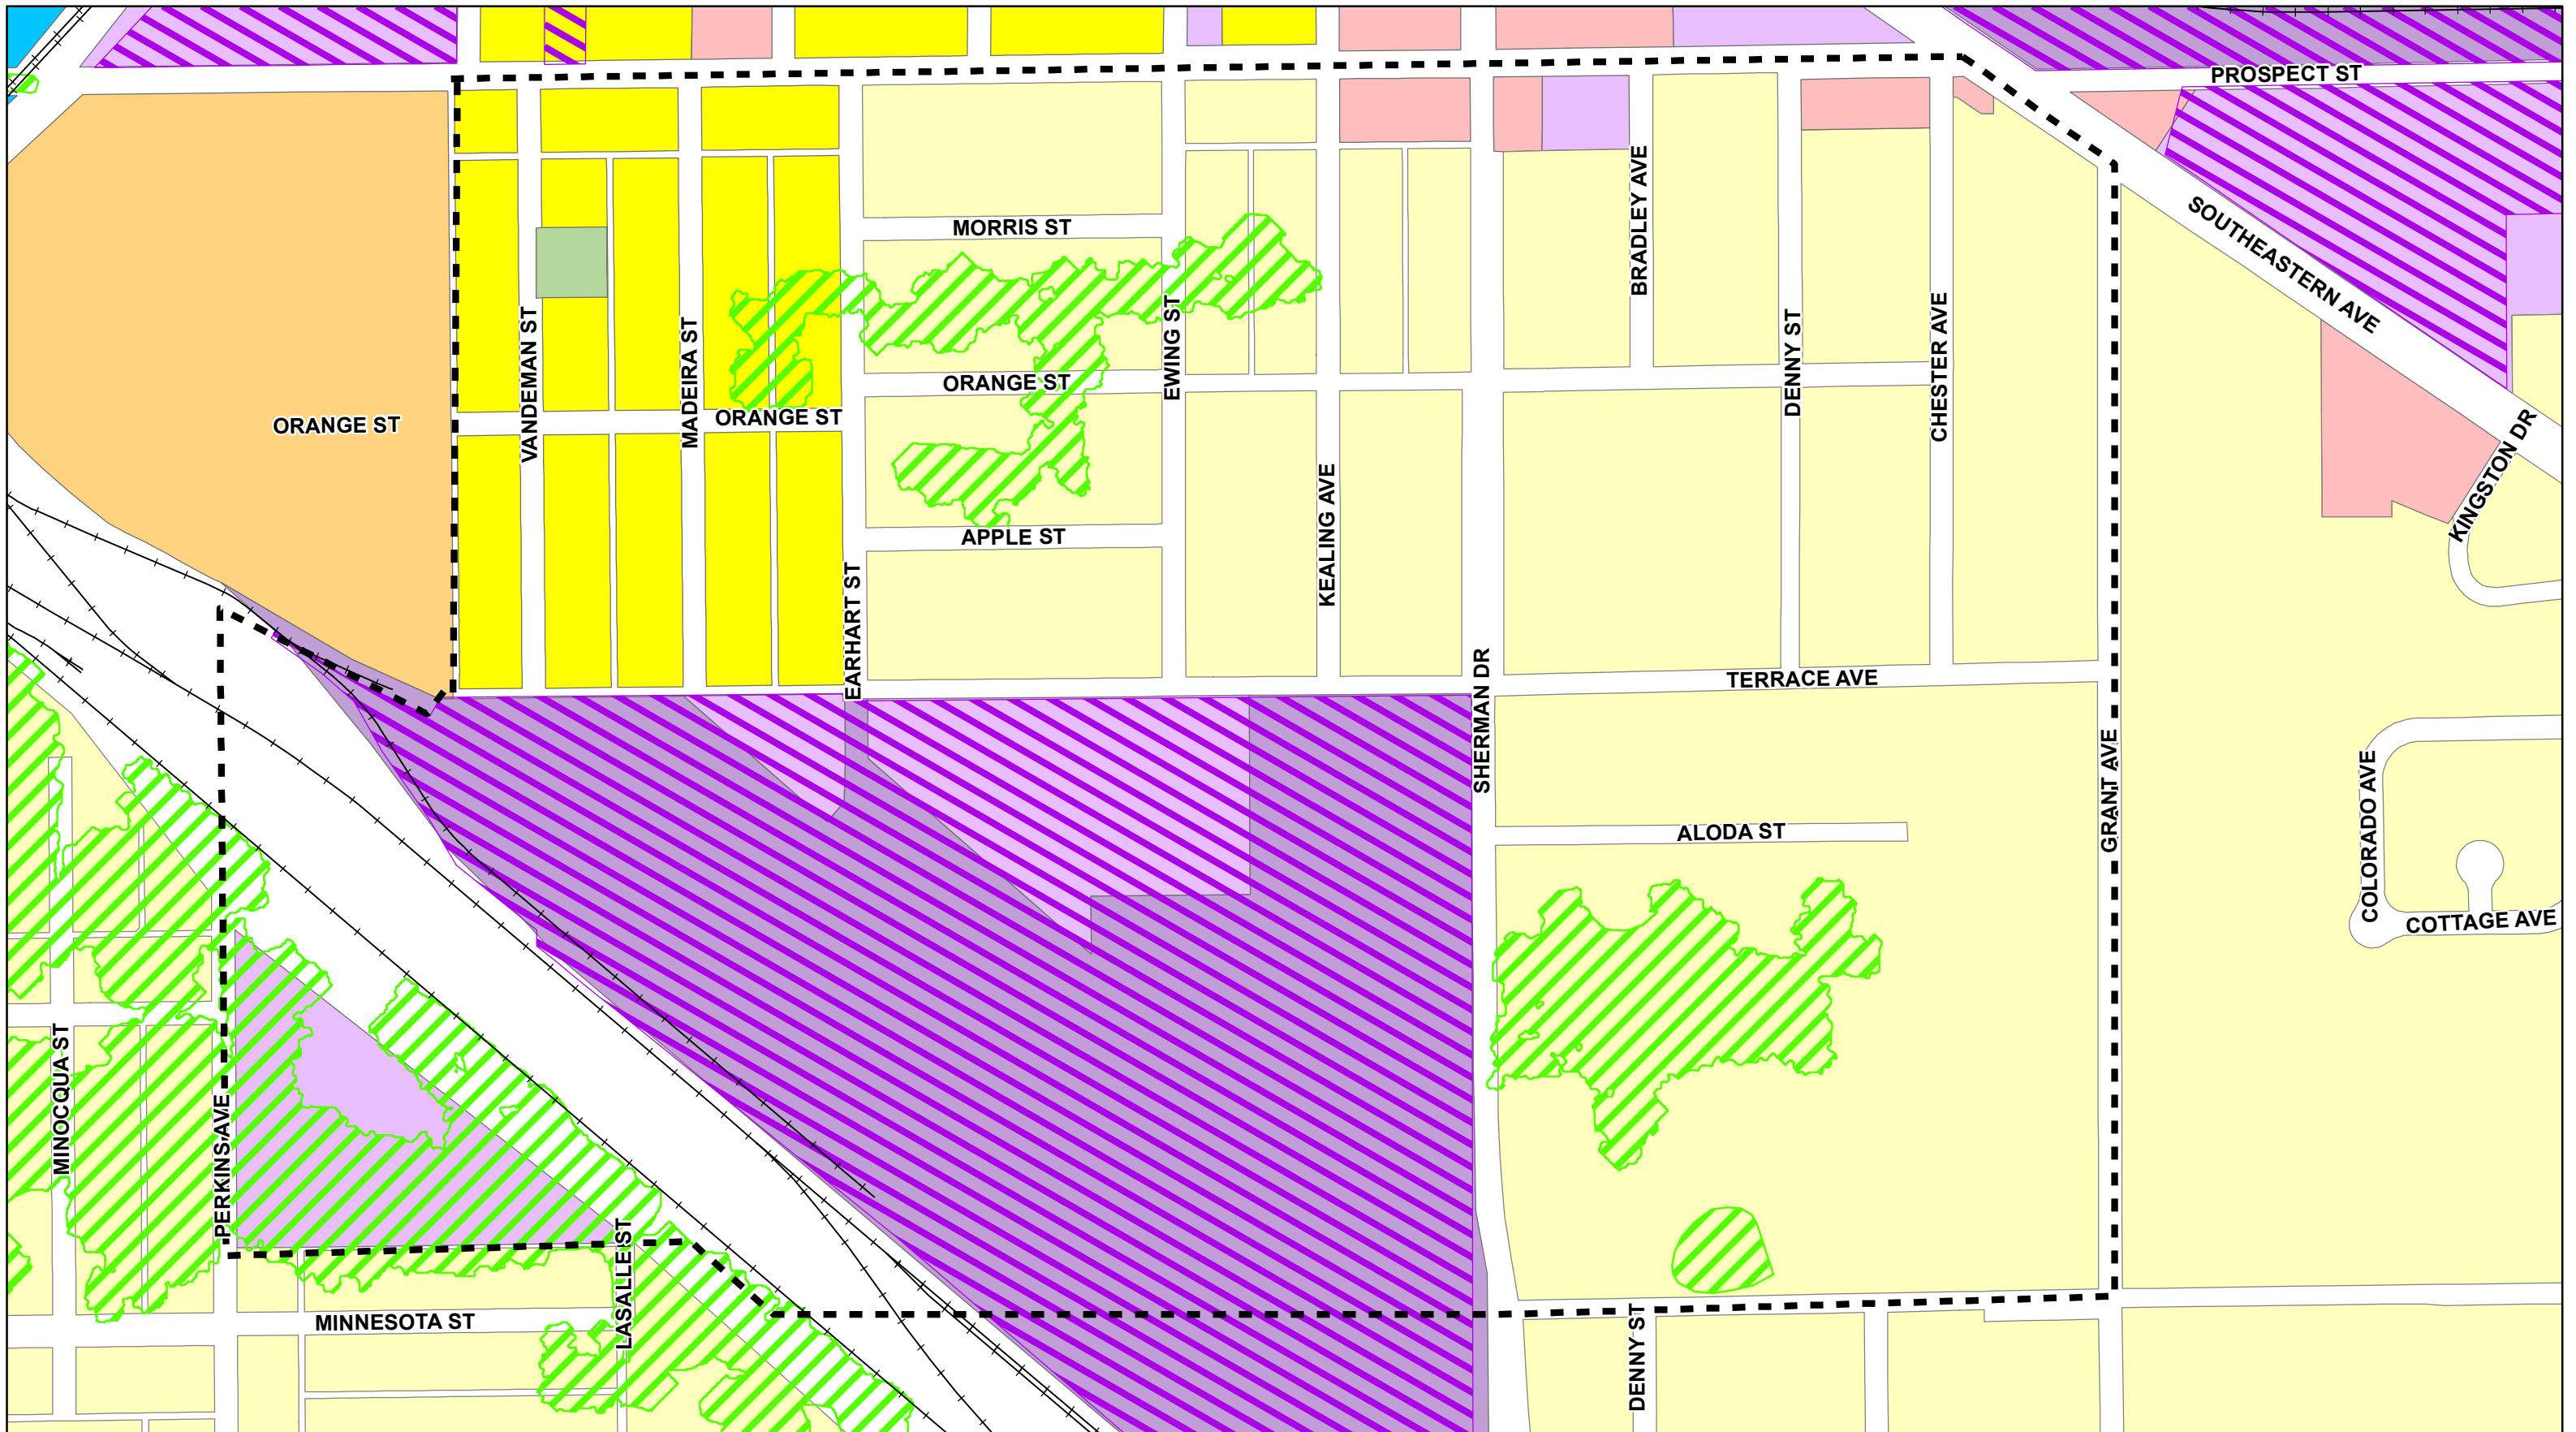 PROSPECT ST
BRADLEY AVE
SOUTHEASTERN AVE
MORRIS ST
VANDEMAN ST
MADEIRA ST
EWING ST
DENNY ST
CHESTER AVE
ORANGE ST
ORANGE ST
ORANGE ST
KINGSTON DR
KEALING AVE
APPLE ST
EARHART ST
SHERMAN DR
TERRACE AVE
GRANT AVE
COLORADO AVE
ALODA ST
COTTAGE AVE
MINOCQUA ST
PERKINS AVE
LASALLE ST
MINNESOTA ST
DENNY ST